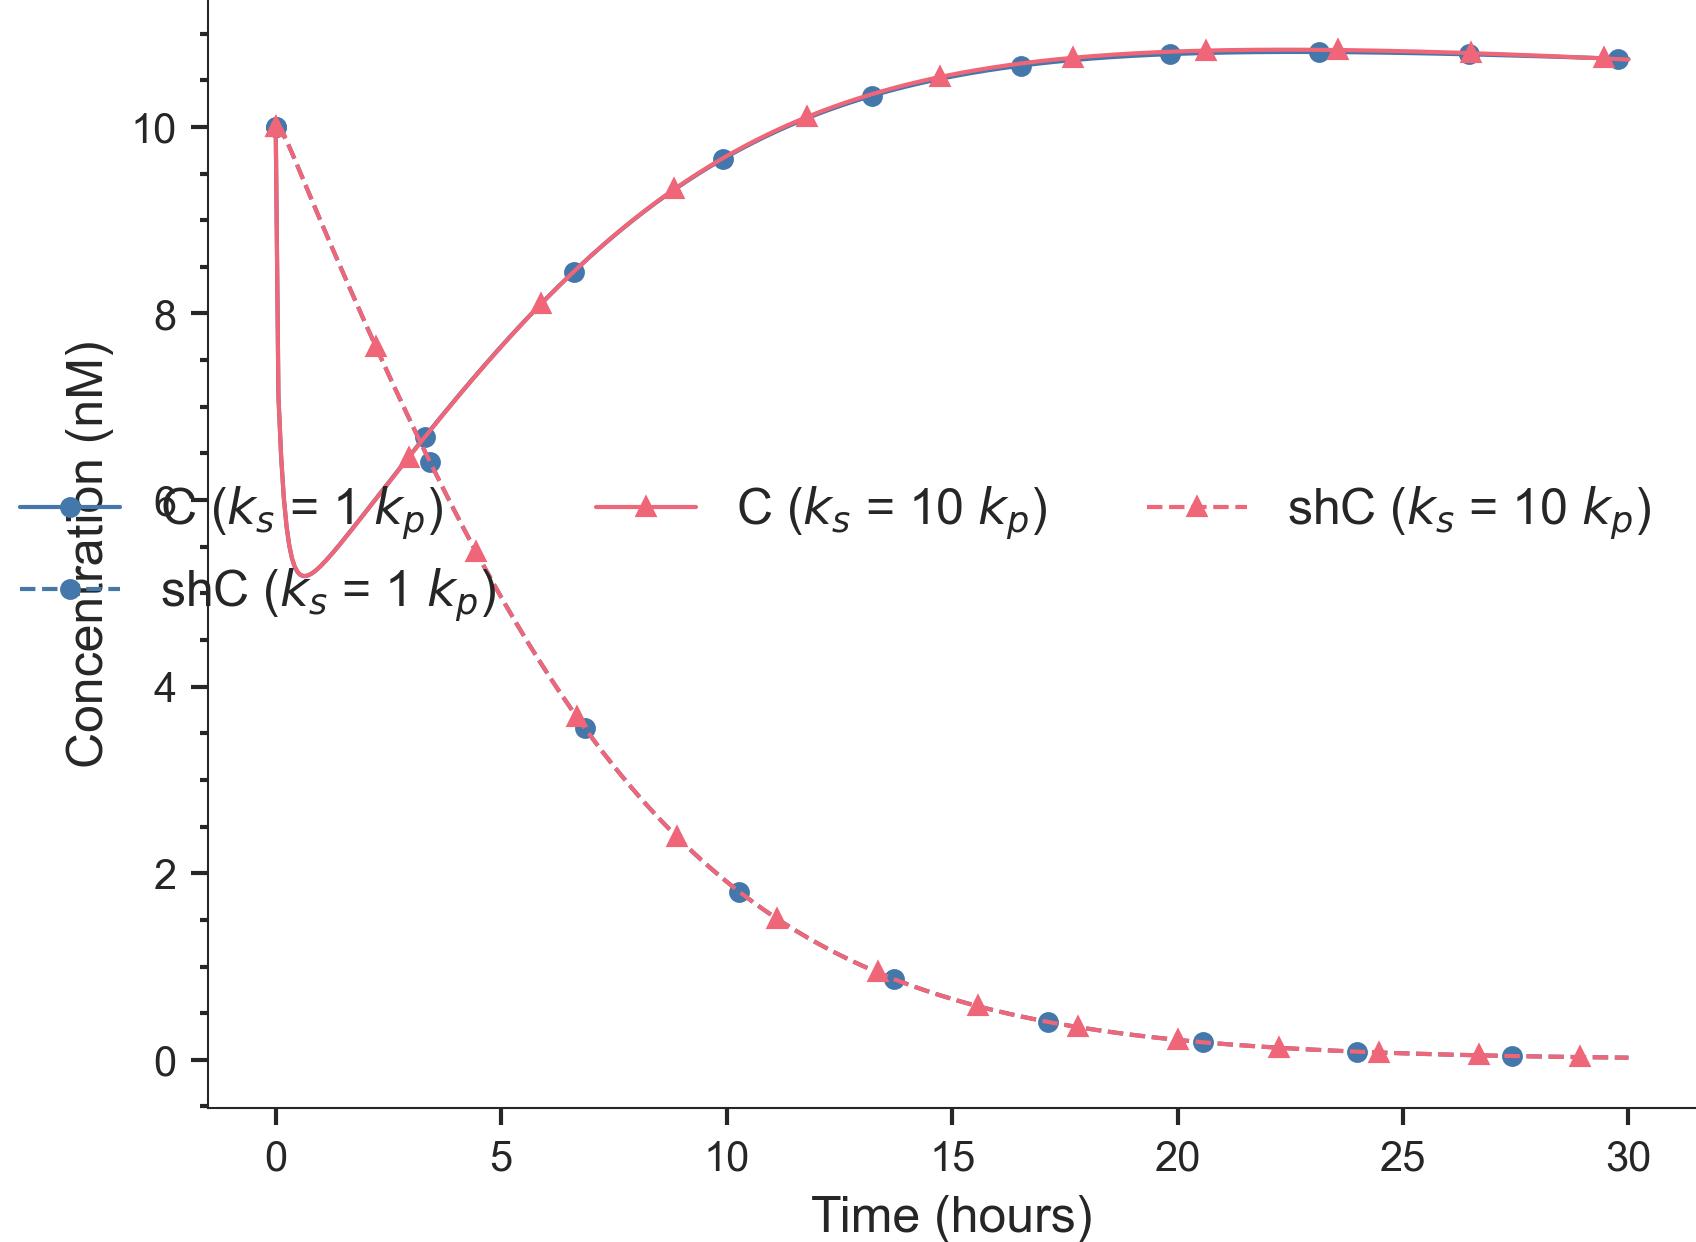 Concentration (nM)
10
8
6
4
2
0
C (kₛ = 1 kₚ)
shC (kₛ = 1 kₚ)
C (kₛ = 10 kₚ)
shC (kₛ = 10 kₚ)
0 5 10 15 20 25 30
Time (hours)